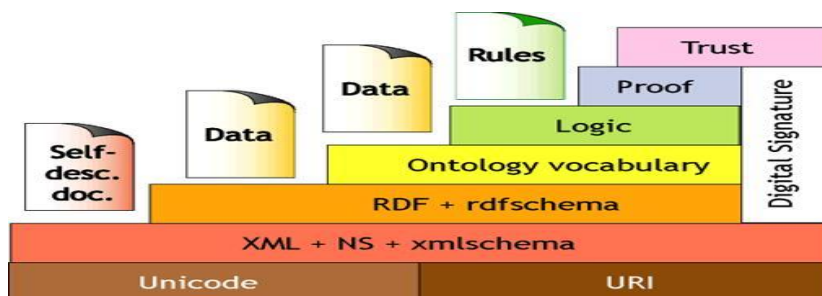 Rules
Trust
Data
Proof
Data
Logic
Self-
desc.
doc.
Ontology vocabulary
Digital Signature
RDF + rdfschema
XML + NS + xmlschema
Unicode
URI